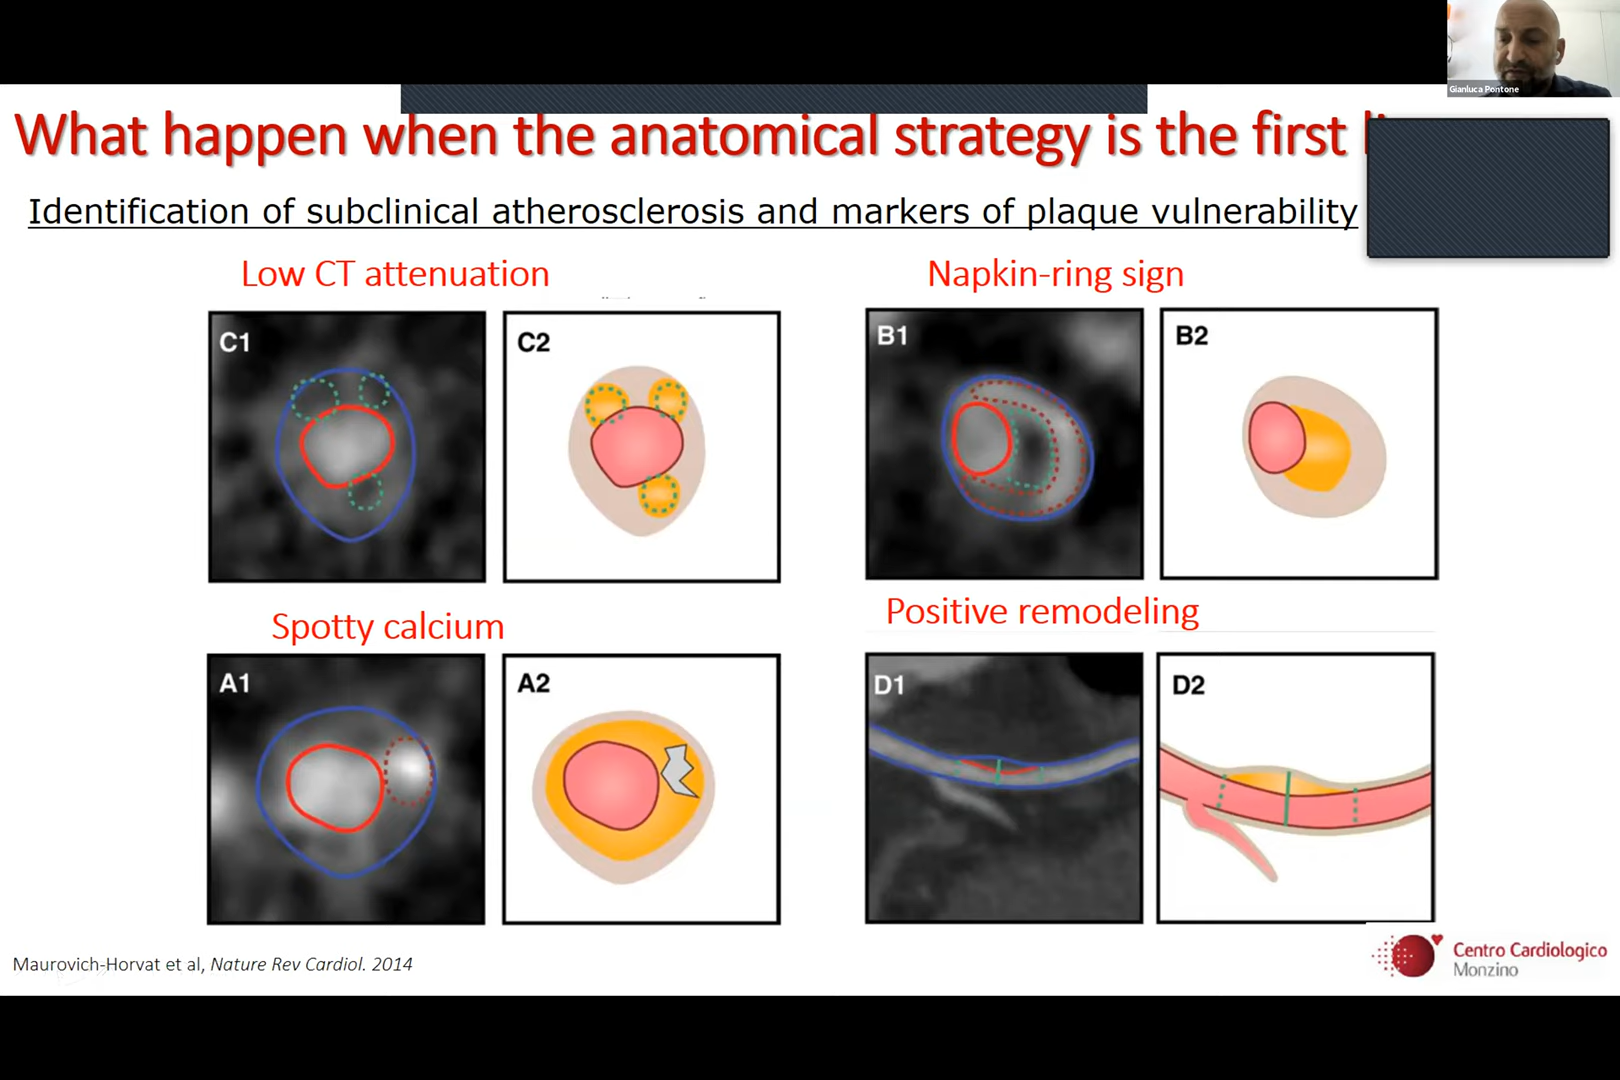 Gianluca Pontone
What happen when the anatomical strategy is the first
Identification of subclinical atherosclerosis and markers of plaque vulnerability
Low CT attenuation
Napkin-ring sign
C1
C2
B1
B2
Spotty calcium
Positive remodeling
A1
A2
D1
D2
Maurovich-Horvat et al, Nature Rev Cardiol. 2014
Centro Cardiologico
Monzino